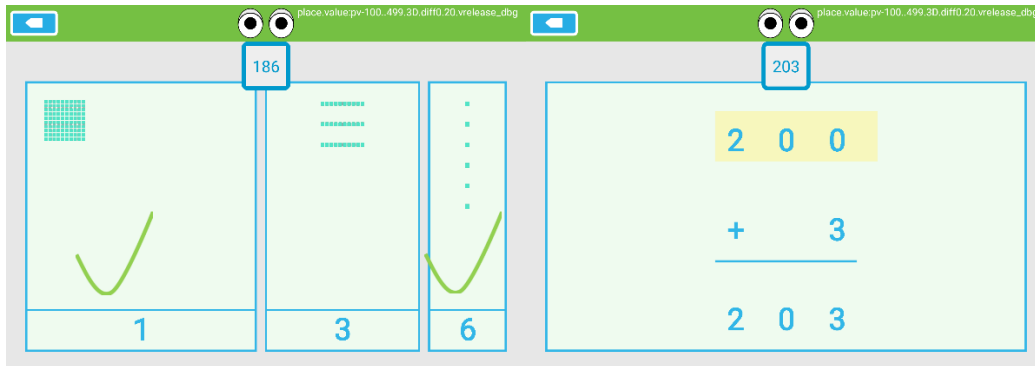 place.value:pv-100..499.3D.diff0.20.vrelease_dbg
186
1 3 6
place.value:pv-100..499.3D.diff0.20.vrelease_dbg
203
2 0 0
+ 3
2 0 3